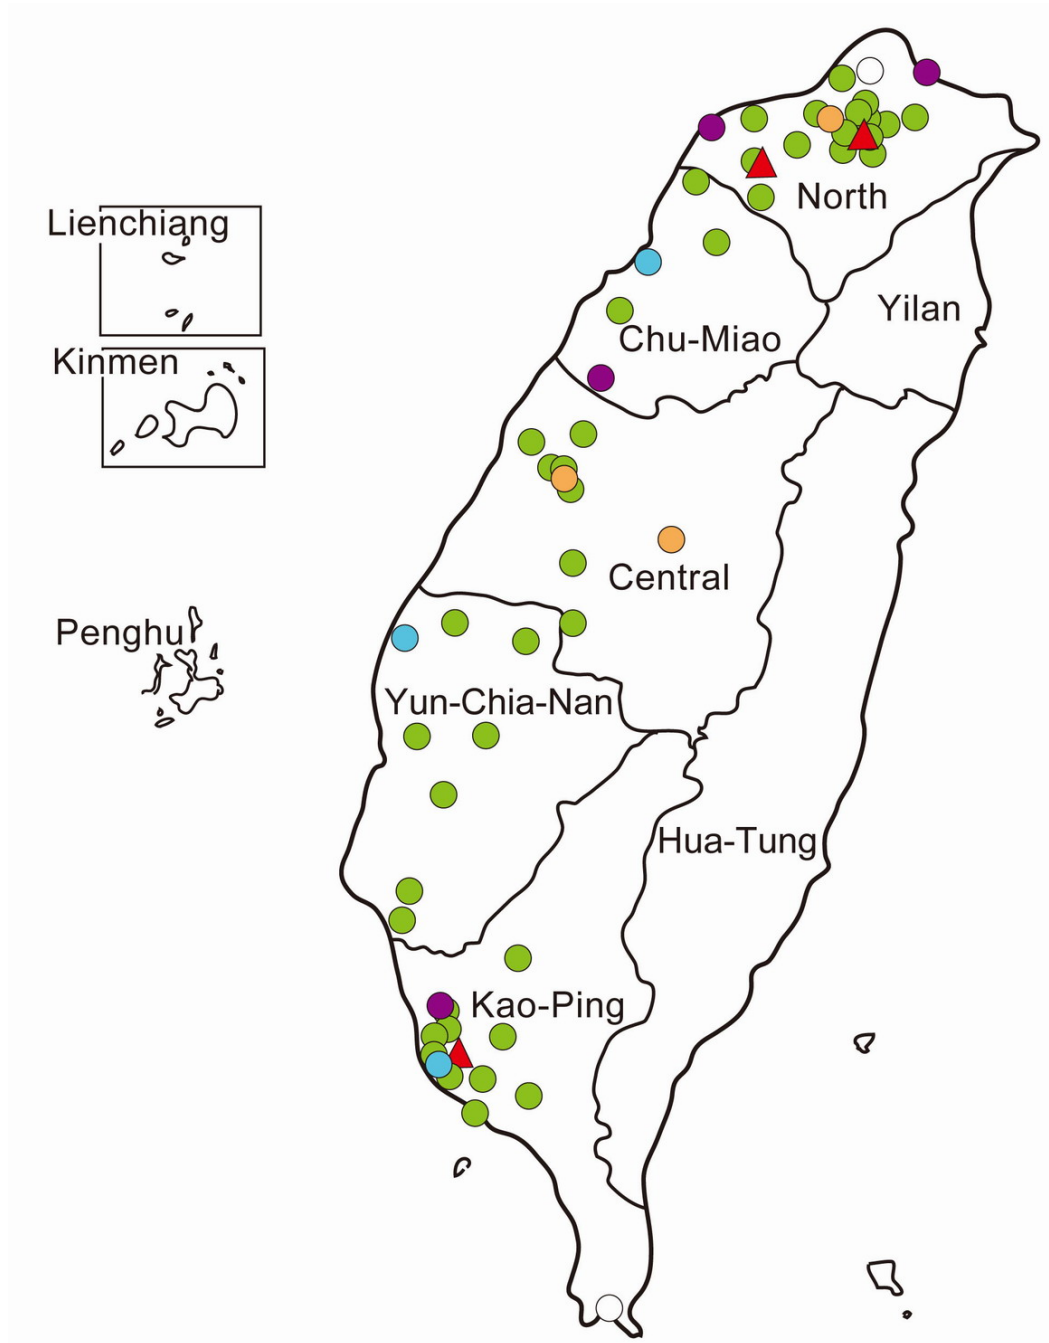 North
Lienchiang
Yilan
Chu-Miao
Kinmen
Central
Penghu
Yun-Chia-Nan
Hua-Tung
Kao-Ping